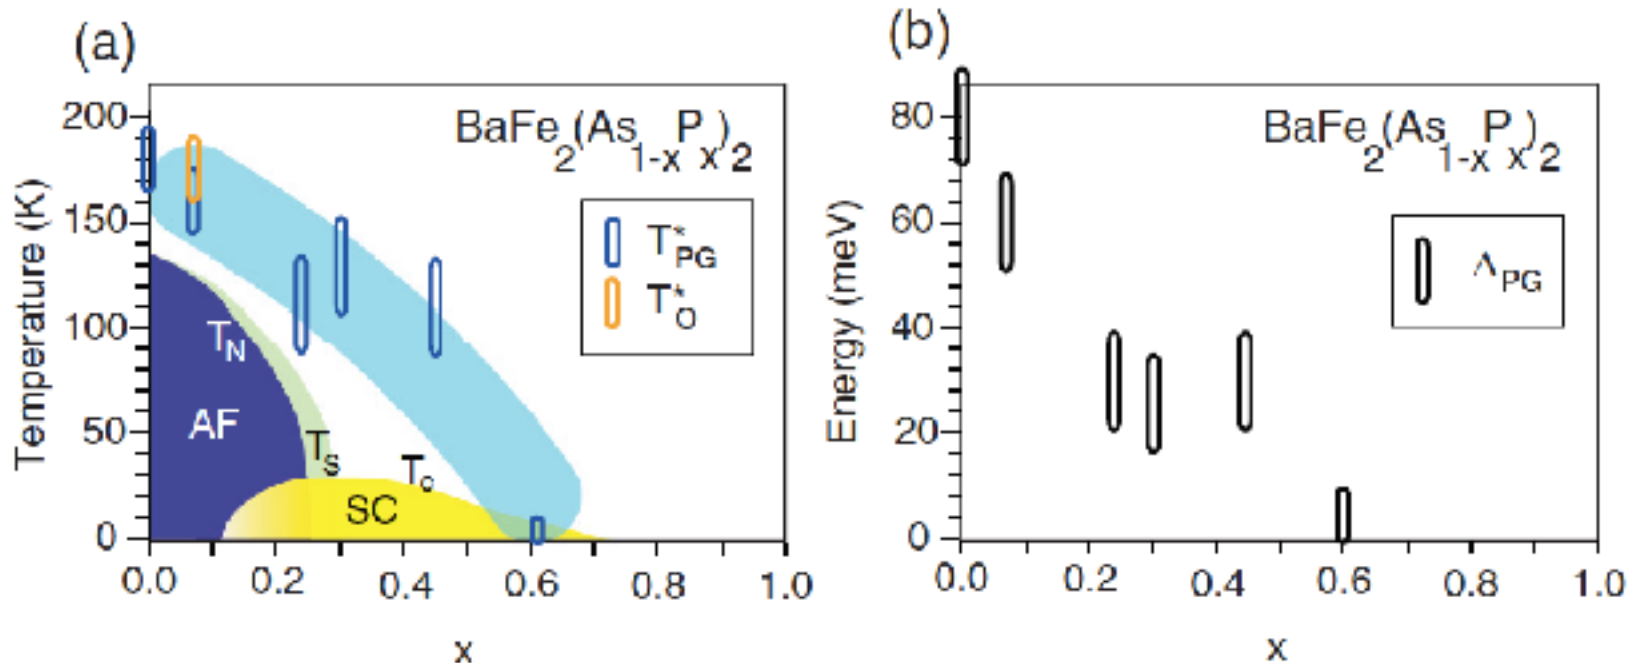 (a)
BaFe2(As1-xPx)2
T*PG
T*O
TN
AF
TS
Tc
SC
Temperature (K)
200
150
100
50
0
0.0 0.2 0.4 0.6 0.8 1.0
x
(b)
BaFe2(As1-xPx)2
ΔPG
Energy (meV)
80
60
40
20
0
0.0 0.2 0.4 0.6 0.8 1.0
x